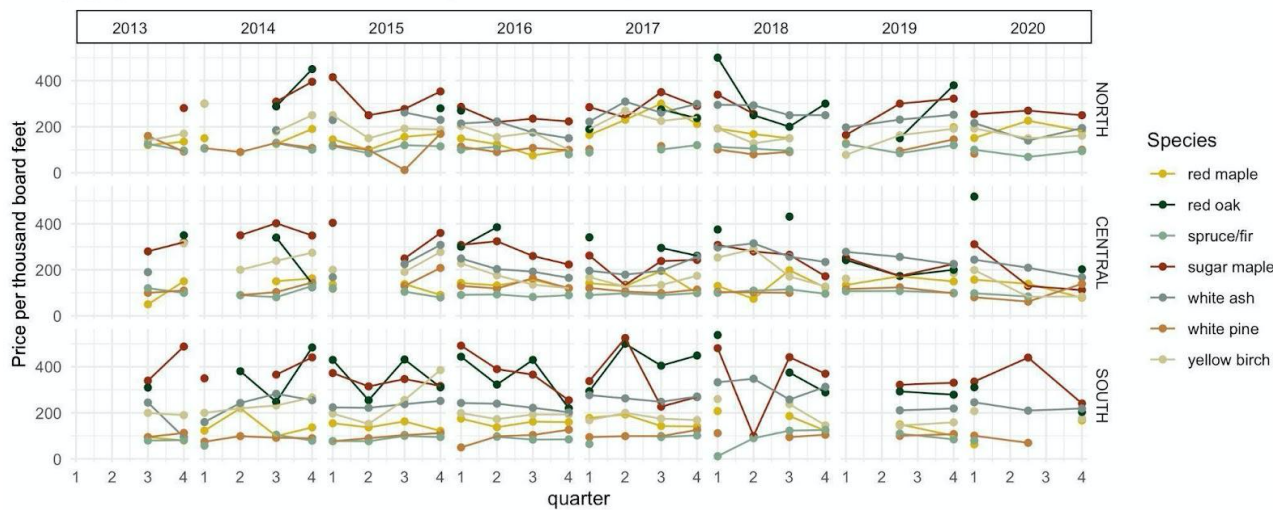 2013 2014 2015 2016 2017 2018 2019 2020
Price per thousand board feet
400
200
0
NORTH
400
200
0
CENTRAL
400
200
0
SOUTH
1 2 3 4 1 2 3 4 1 2 3 4 1 2 3 4 1 2 3 4 1 2 3 4 1 2 3 4 1 2 3 4
quarter
Species
red maple
red oak
spruce/fir
sugar maple
white ash
white pine
yellow birch